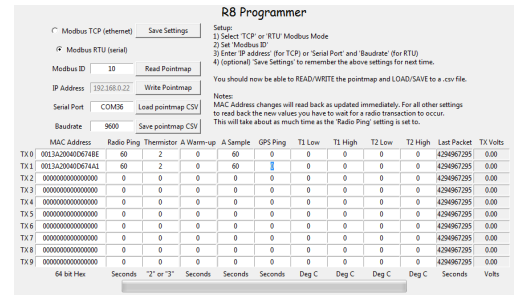 R8 Programmer
Modbus TCP (ethernet) Save Settings
Modbus RTU (serial)
Modbus ID 10 Read Pointmap
IP Address 192.168.0.22 Write Pointmap
Serial Port COM36 Load pointmap CSV
Baudrate 9600 Save pointmap CSV
Setup:
1) Select 'TCP' or 'RTU' Modbus Mode
2) Set 'Modbus ID'
3) Enter 'IP address' (for TCP) or 'Serial Port' and 'Baudrate' (for RTU)
4) (optional) 'Save Settings' to remember the above settings for next time.
You should now be able to READ/WRITE the pointmap and LOAD/SAVE to a .csv file.
Notes:
MAC Address changes will read back as updated immediately. For all other settings
to read back the new values you have to wait for a radio transaction to occur.
This will take about as much time as the 'Radio Ping' setting is set to.
MAC Address Radio Ping Thermistor A Warm-up A Sample GPS Ping T1 Low T1 High T2 Low T2 High Last Packet TX Volts
TX 0 0013A20040D674BE 60 2 0 60 0 0 0 0 0 4294967295 0.00
TX 1 0013A20040D674A1 60 2 0 60 0 0 0 0 0 4294967295 0.00
TX 2 0000000000000000 0 0 0 0 0 0 0 0 0 4294967295 0.00
TX 3 0000000000000000 0 0 0 0 0 0 0 0 0 4294967295 0.00
TX 4 0000000000000000 0 0 0 0 0 0 0 0 0 4294967295 0.00
TX 5 0000000000000000 0 0 0 0 0 0 0 0 0 4294967295 0.00
TX 6 0000000000000000 0 0 0 0 0 0 0 0 0 4294967295 0.00
TX 7 0000000000000000 0 0 0 0 0 0 0 0 0 4294967295 0.00
TX 8 0000000000000000 0 0 0 0 0 0 0 0 0 4294967295 0.00
TX 9 0000000000000000 0 0 0 0 0 0 0 0 0 4294967295 0.00
64 bit Hex Seconds "2" or "3" Seconds Seconds Seconds Deg C Deg C Deg C Deg C Seconds Volts